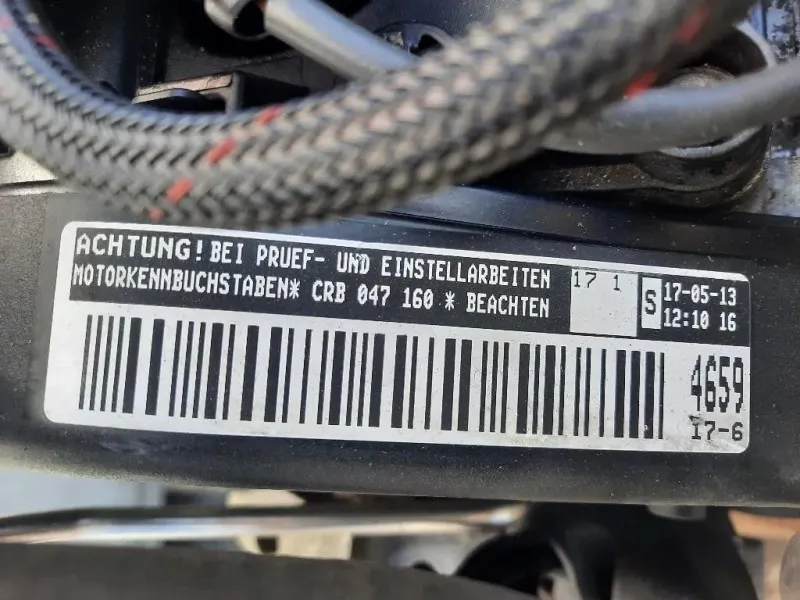 ACHTUNG! BEI PRUEF- UND EINSTELLARBEITEN
MOTORKENNBUCHSTABEN* CRB 047 160 * BEACHTEN
17 1
S
17-05-13
12:10 16
4659
17-6